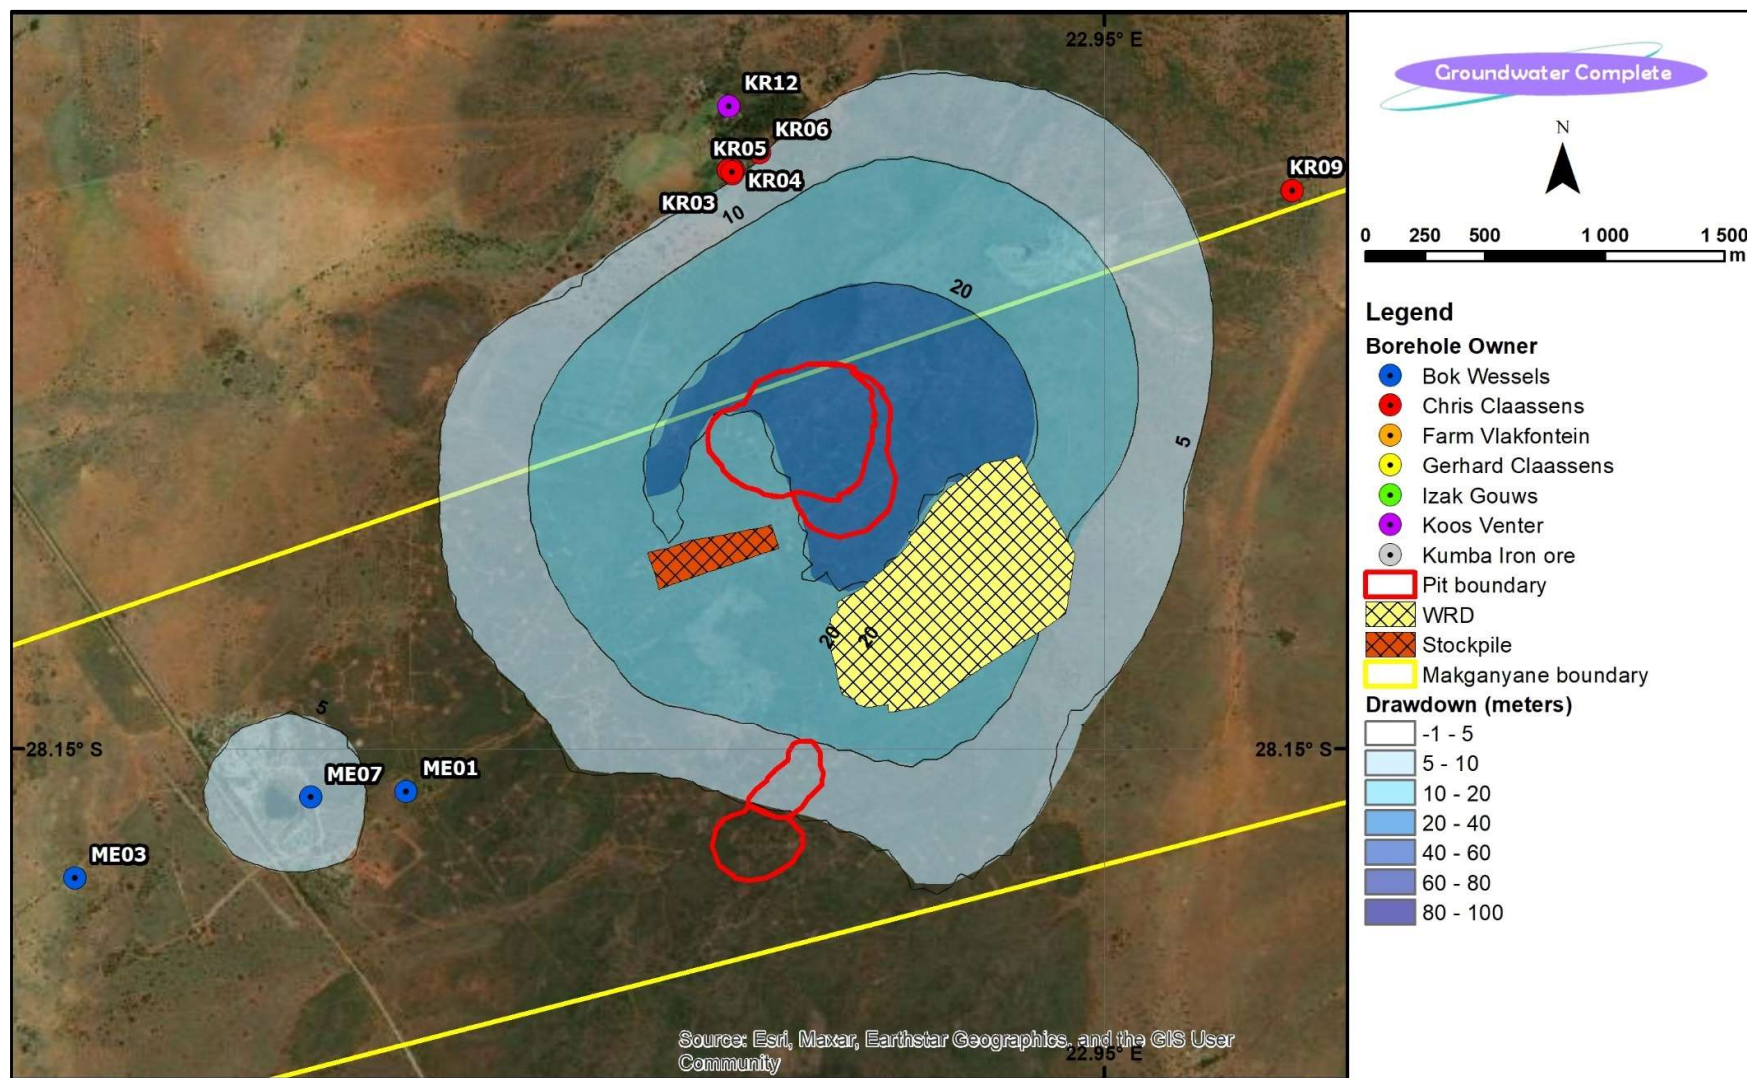 22.95° E
KR12
KR06
KR05
KR04
KR03
KR09
10
20
5
20
20
5
28.15° S
28.15° S
ME07
ME01
ME03
Source: Esri, Maxar, Earthstar Geographics, and the GIS User
Community
22.95° E
Groundwater Complete
N
0 250 500 1 000 1 500
m
Legend
Borehole Owner
Bok Wessels
Chris Claassens
Farm Vlakfontein
Gerhard Claassens
Izak Gouws
Koos Venter
Kumba Iron ore
Pit boundary
WRD
Stockpile
Makganyane boundary
Drawdown (meters)
-1 - 5
5 - 10
10 - 20
20 - 40
40 - 60
60 - 80
80 - 100